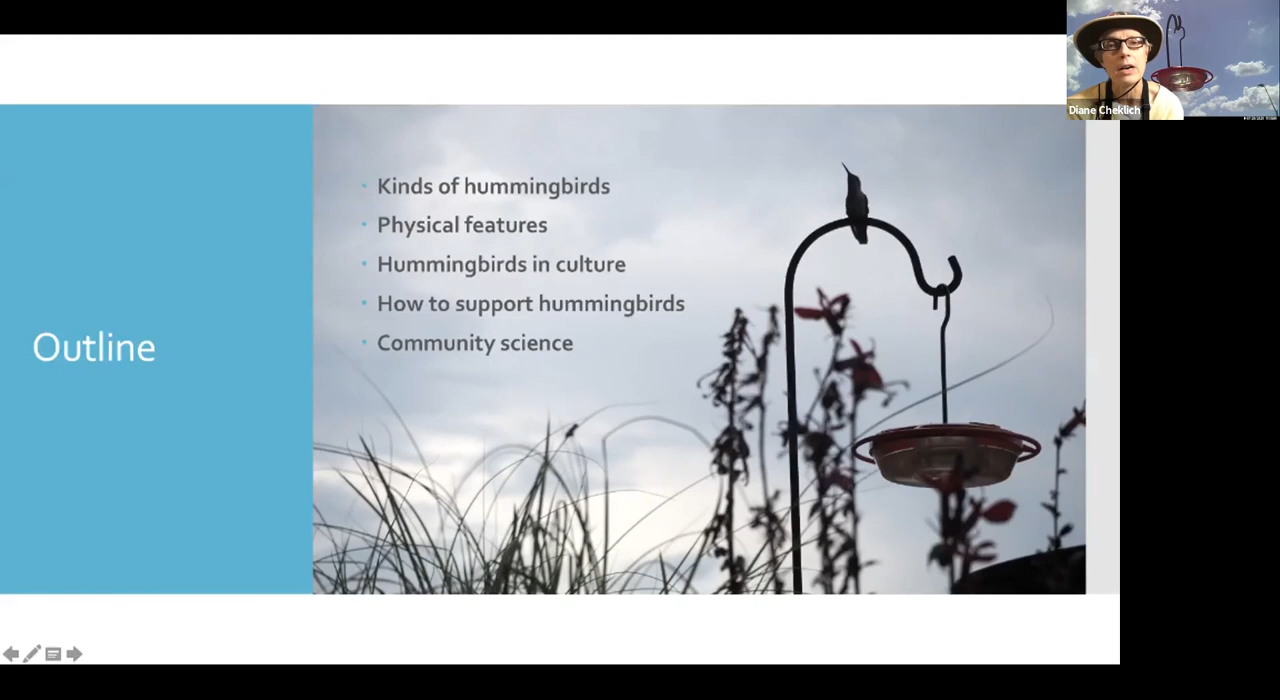 Diane Cheklich
Outline
Kinds of hummingbirds
Physical features
Hummingbirds in culture
How to support hummingbirds
Community science